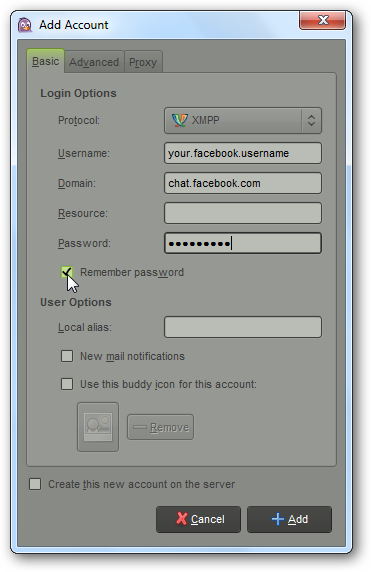 Add Account
Basic Advanced Proxy
Login Options
Protocol: XMPP
Username: your.facebook.username
Domain: chat.facebook.com
Resource:
Password: ●●●●●●●●●
Remember password
User Options
Local alias:
New mail notifications
Use this buddy icon for this account:
Remove
Create this new account on the server
Cancel Add